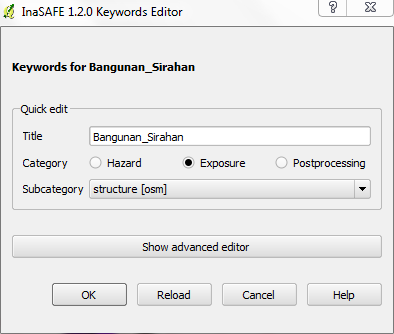 InaSAFE 1.2.0 Keywords Editor
Keywords for Bangunan_Sirahan
Quick edit
Title Bangunan_Sirahan
Category Hazard Exposure Postprocessing
Subcategory structure [osm]
Show advanced editor
OK Reload Cancel Help